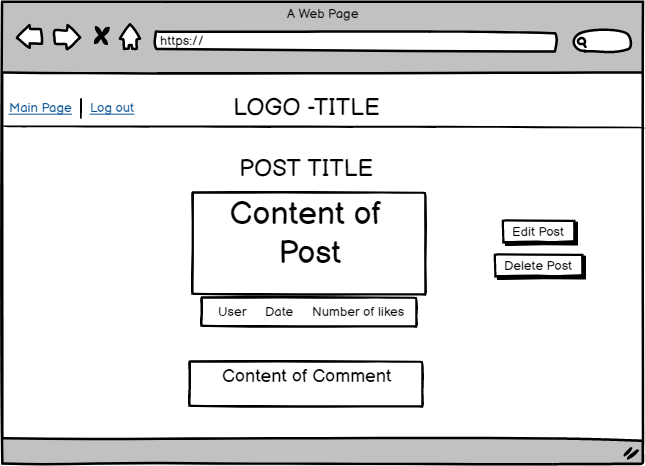 A Web Page
https://
Main Page Log out
LOGO -TITLE
POST TITLE
Content of
Post
Edit Post
Delete Post
User Date Number of likes
Content of Comment